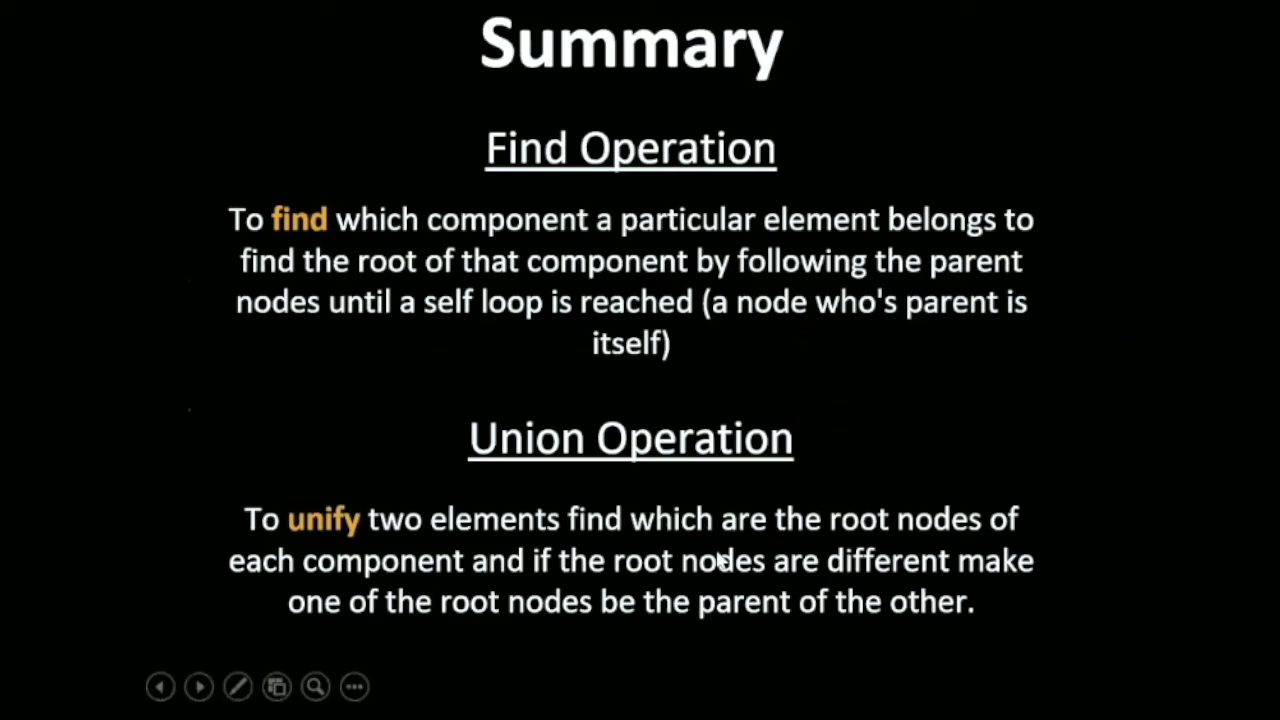 Summary
Find Operation
To find which component a particular element belongs to
find the root of that component by following the parent
nodes until a self loop is reached (a node who's parent is
itself)
Union Operation
To unify two elements find which are the root nodes of
each component and if the root nodes are different make
one of the root nodes be the parent of the other.